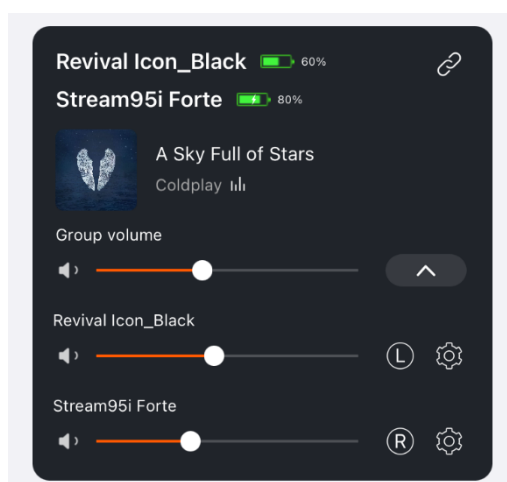 Revival Icon_Black 60%
Stream95i Forte 80%
A Sky Full of Stars
Coldplay
Group volume
Revival Icon_Black
L
Stream95i Forte
R